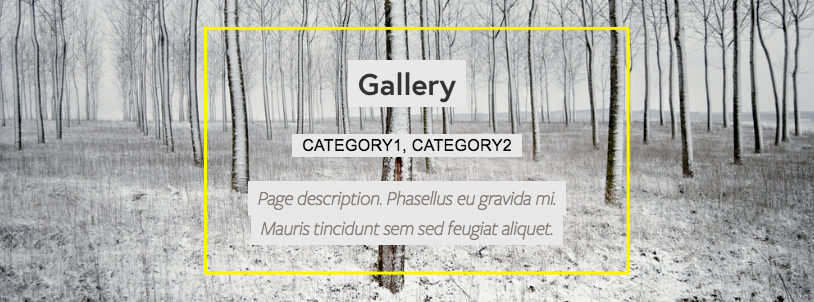 Gallery
CATEGORY1, CATEGORY2
Page description. Phasellus eu gravida mi.
Mauris tincidunt sem sed feugiat aliquet.